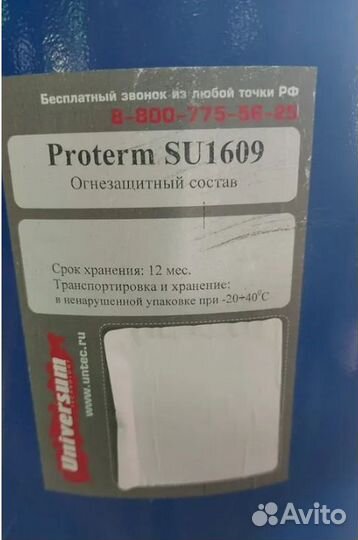 Бесплатный звонок из любой точки РФ
8-800-775-56-25
Proterm SU1609
Огнезащитный состав
Срок хранения: 12 мес.
Транспортировка и хранение:
в ненарушенной упаковке при -20÷40⁰С
Universum
www.untec.ru
Avito